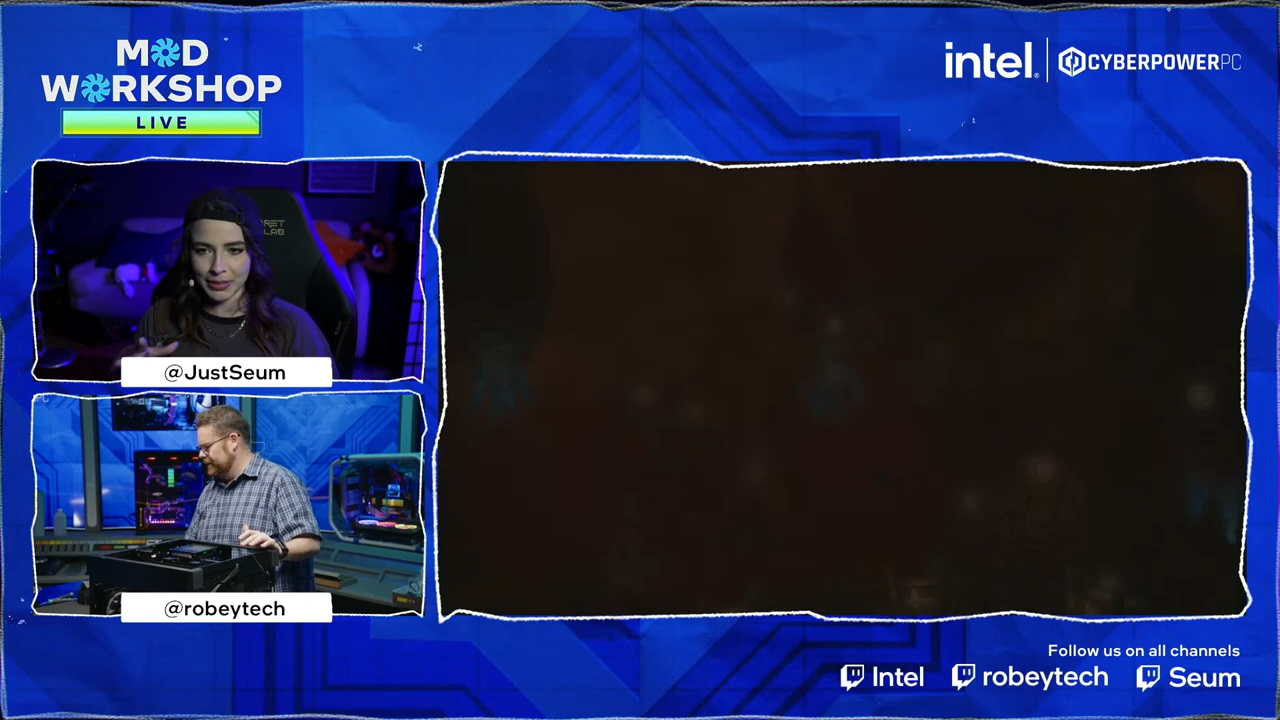 MOD
WORKSHOP
LIVE
intel.
CYBERPOWERPC
@JustSeum
@robeytech
Follow us on all channels
Intel
robeytech
Seum